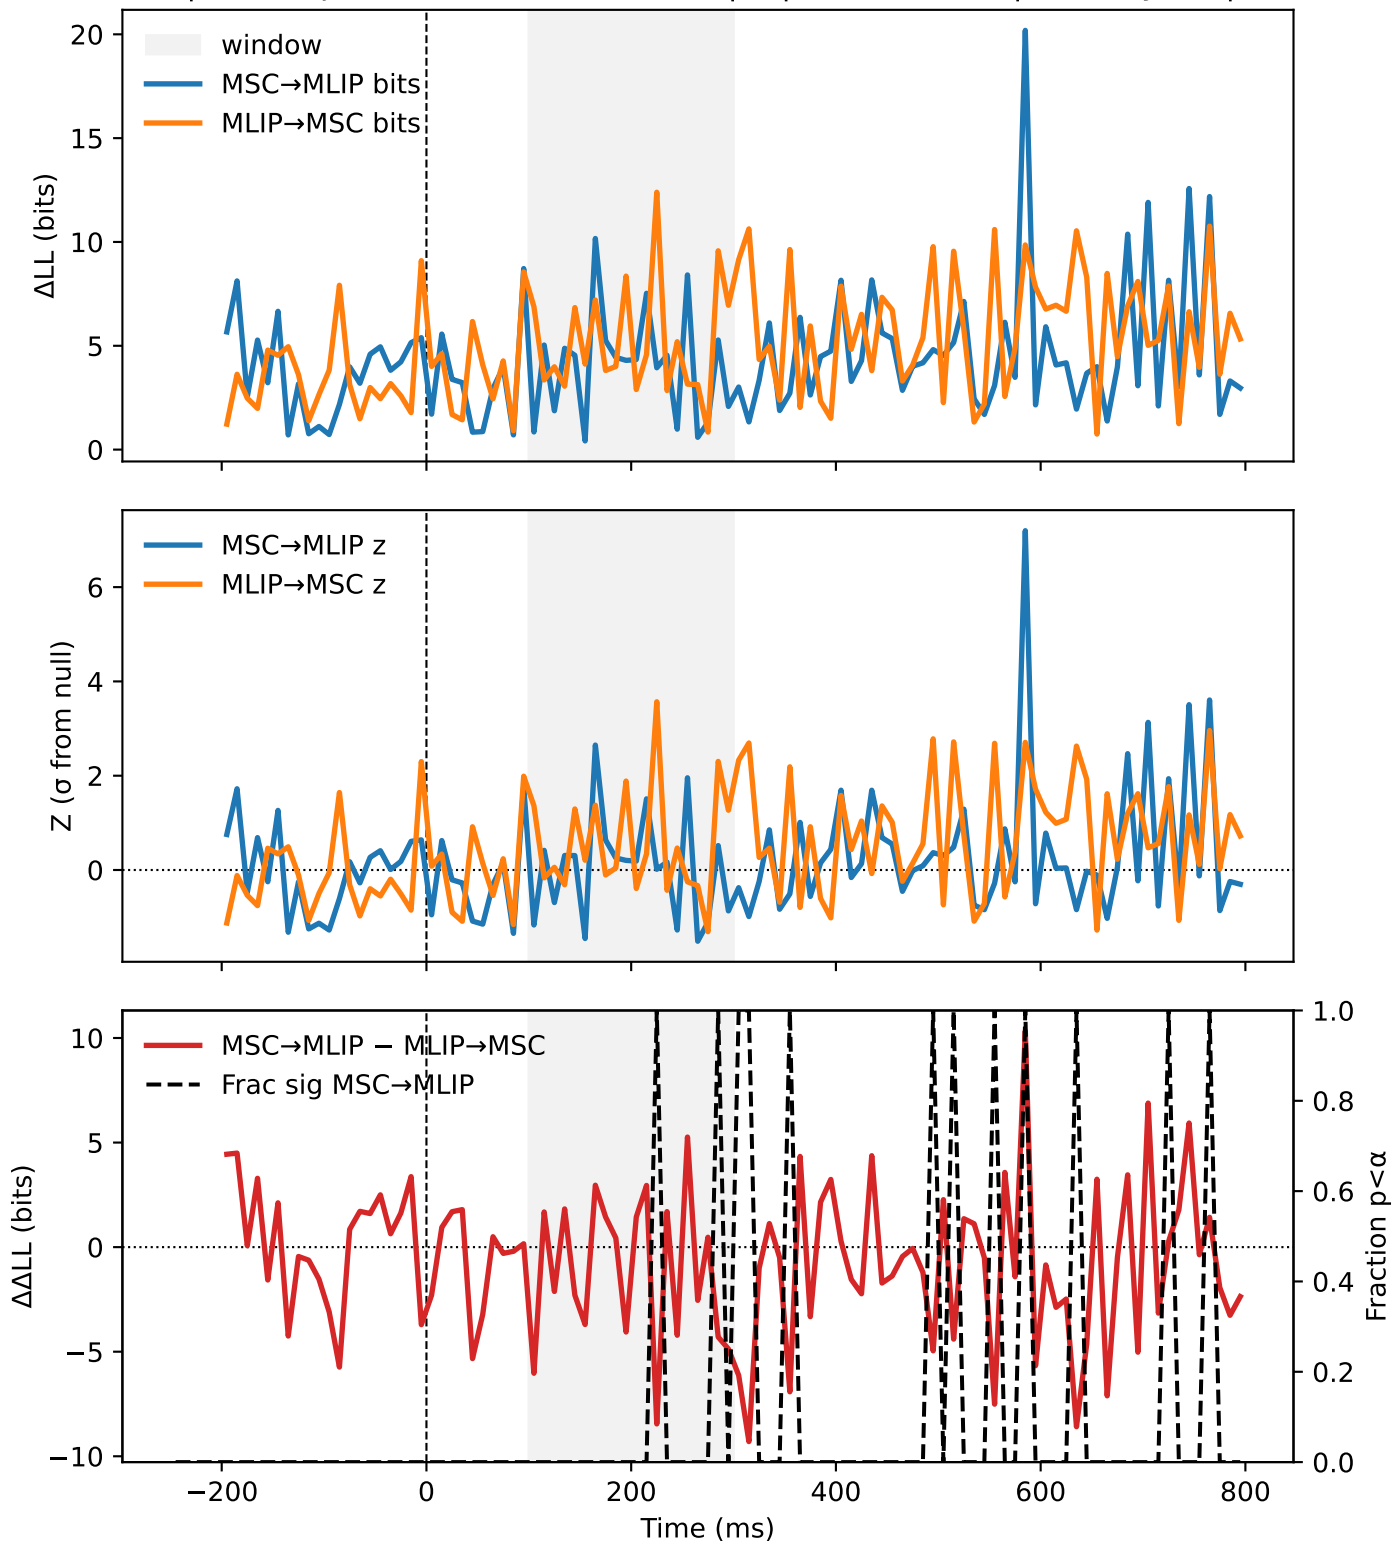 20
15
10
5
0
ΔLL (bits)
window
MSC→MLIP bits
MLIP→MSC bits
6
4
2
0
Z (σ from null)
MSC→MLIP z
MLIP→MSC z
10
5
0
−5
−10
ΔΔLL (bits)
MSC→MLIP − MLIP→MSC
Frac sig MSC→MLIP
1.0
0.8
0.6
0.4
0.2
0.0
Fraction p<α
−200
0
200
400
600
800
Time (ms)